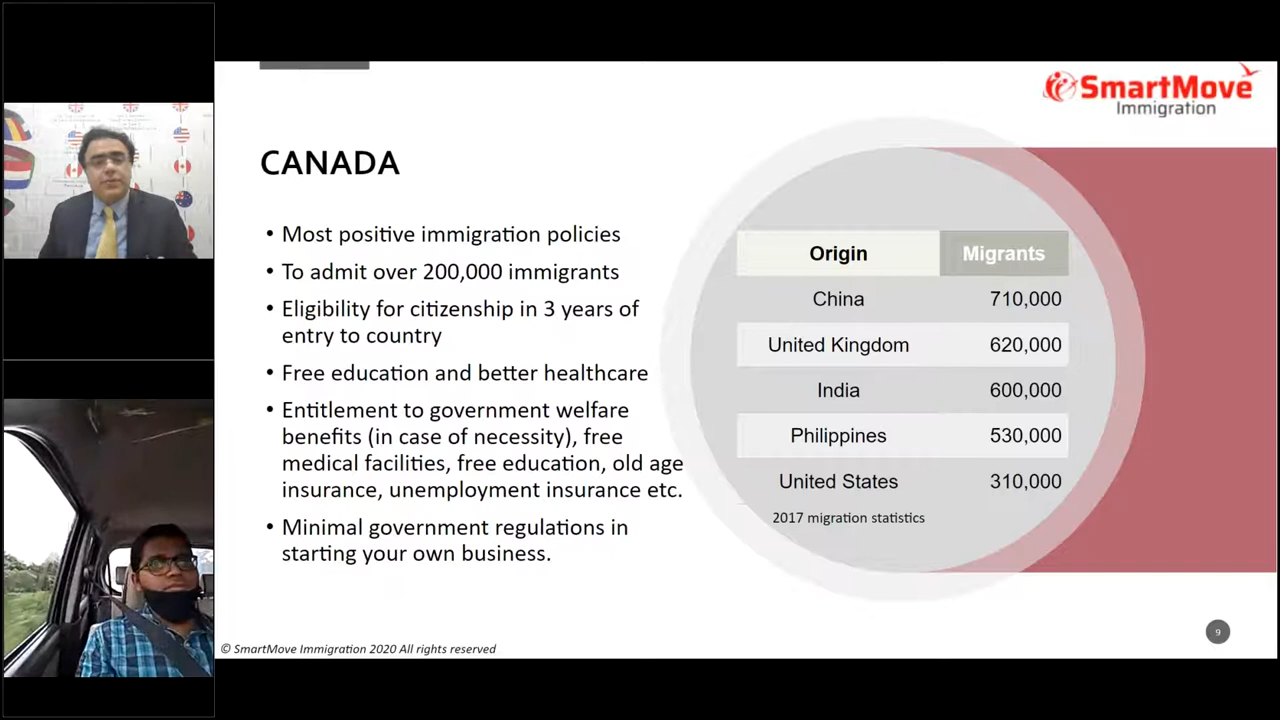 SmartMove
Immigration
CANADA
• Most positive immigration policies
• To admit over 200,000 immigrants
• Eligibility for citizenship in 3 years of
entry to country
• Free education and better healthcare
• Entitlement to government welfare
benefits (in case of necessity), free
medical facilities, free education, old age
insurance, unemployment insurance etc.
• Minimal government regulations in
starting your own business.
Origin Migrants
China 710,000
United Kingdom 620,000
India 600,000
Philippines 530,000
United States 310,000
2017 migration statistics
9
© SmartMove Immigration 2020 All rights reserved